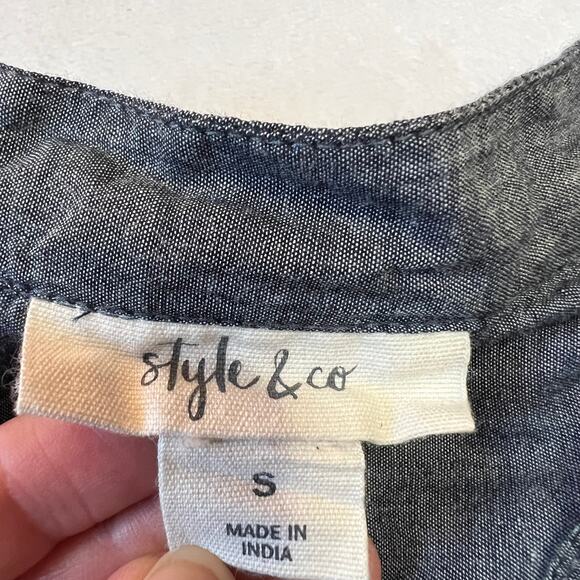 style & co
S
MADE IN
INDIA